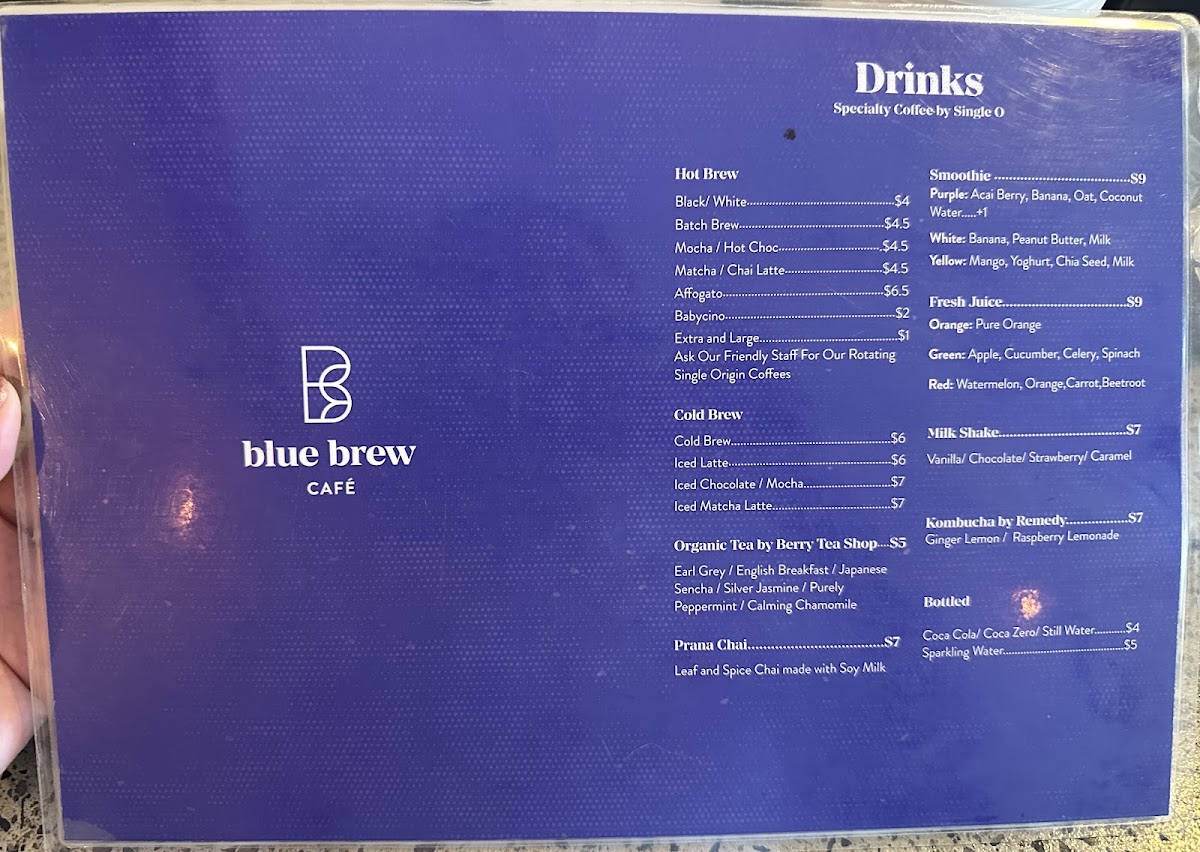 blue brew
CAFÉ
Drinks
Specialty Coffee by Single O
Hot Brew
Black/ White.....$4
Batch Brew.....$4.5
Mocha / Hot Choc.....$4.5
Matcha / Chai Latte.....$4.5
Affogato.....$6.5
Babycino.....$2
Extra and Large.....$1
Ask Our Friendly Staff For Our Rotating
Single Origin Coffees
Cold Brew
Cold Brew.....$6
Iced Latte.....$6
Iced Chocolate / Mocha.....$7
Iced Matcha Latte.....$7
Organic Tea by Berry Tea Shop....$5
Earl Grey / English Breakfast / Japanese
Sencha / Silver Jasmine / Purely
Peppermint / Calming Chamomile
Prana Chai.....$7
Leaf and Spice Chai made with Soy Milk
Smoothie.....$9
Purple: Acai Berry, Banana, Oat, Coconut
Water.....+1
White: Banana, Peanut Butter, Milk
Yellow: Mango, Yoghurt, Chia Seed, Milk
Fresh Juice.....$9
Orange: Pure Orange
Green: Apple, Cucumber, Celery, Spinach
Red: Watermelon, Orange,Carrot,Beetroot
Milk Shake.....$7
Vanilla/ Chocolate/ Strawberry/ Caramel
Kombucha by Remedy.....$7
Ginger Lemon / Raspberry Lemonade
Bottled
Coca Cola/ Coca Zero/ Still Water.....$4
Sparkling Water.....$5